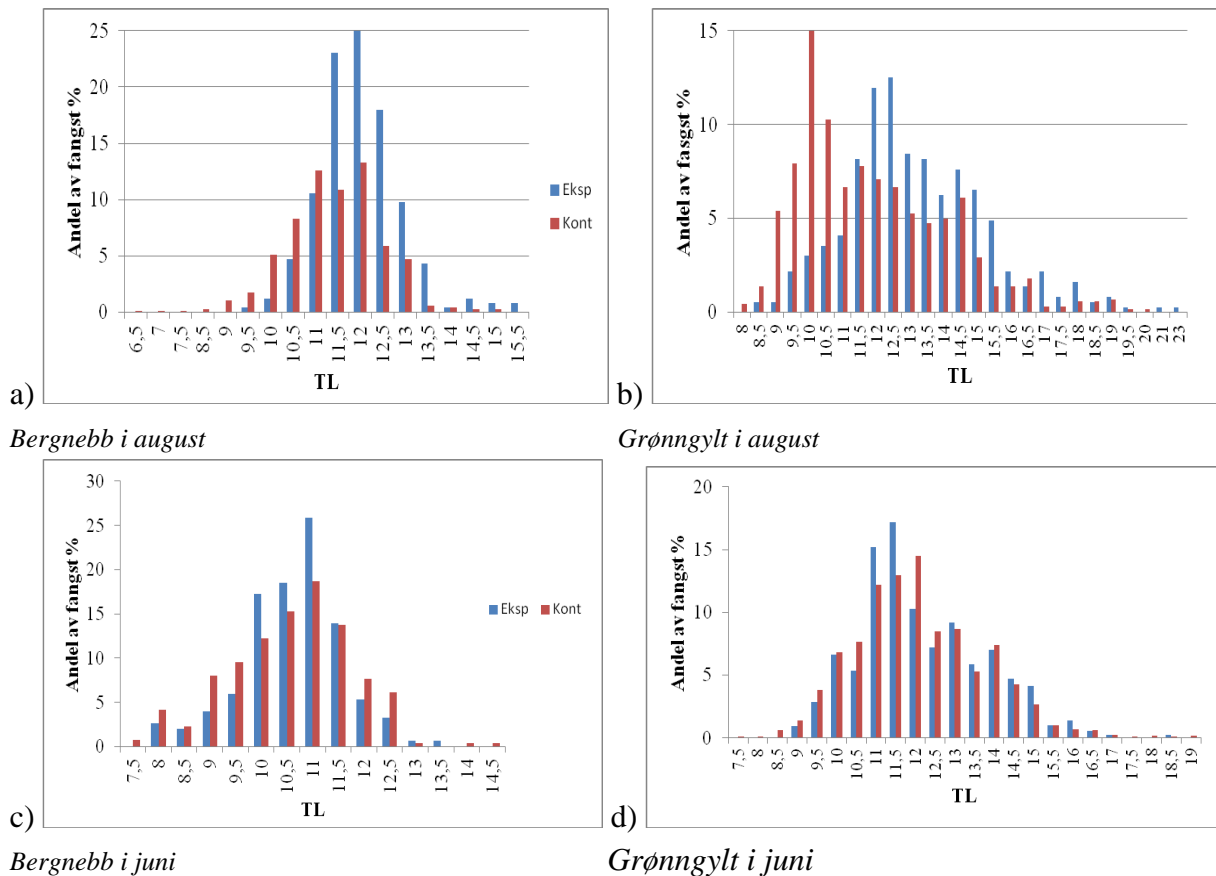 Andel av fangst %
25
20
15
10
5
0
6,5 7 7,5 8,5 9 9,5 10 10,5 11 11,5 12 12,5 13 13,5 14 14,5 15 15,5
TL
Eksp
Kont
a)
Bergnebb i august
Andel av fasgst %
15
10
5
0
8 8,5 9 9,5 10 10,5 11 11,5 12 12,5 13 13,5 14 14,5 15 15,5 16 16,5 17 17,5 18 18,5 19 19,5 20 21 23
TL
b)
Grønngylt i august
Andel av fangst %
30
25
20
15
10
5
0
7,5 8 8,5 9 9,5 10 10,5 11 11,5 12 12,5 13 13,5 14 14,5
TL
Eksp Kont
c)
Bergnebb i juni
Andel av fangst %
20
15
10
5
0
7,5 8 8,5 9 9,5 10 10,5 11 11,5 12 12,5 13 13,5 14 14,5 15 15,5 16 16,5 17 17,5 18 18,5 19
TL
d)
Grønngylt i juni